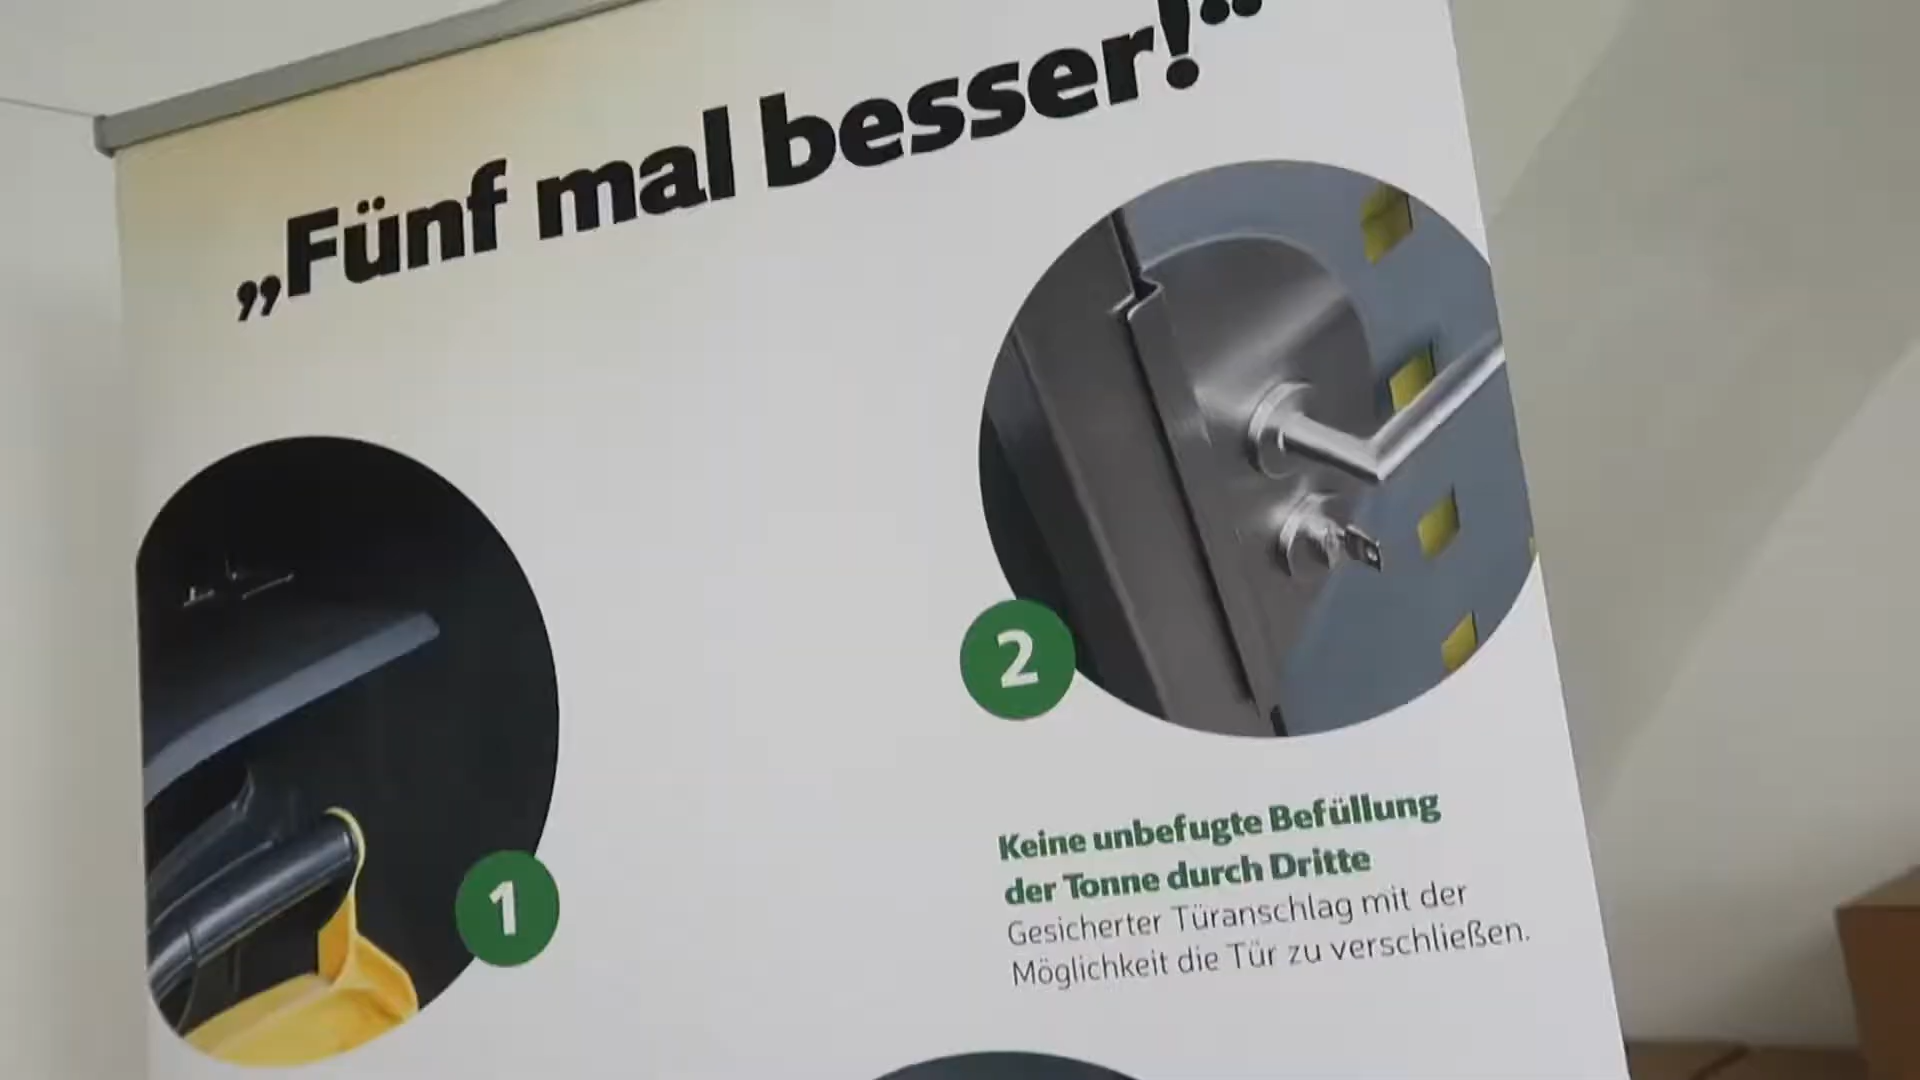 „Fünf mal besser!“
1
2
Keine unbefugte Befüllung
der Tonne durch Dritte
Gesicherter Türanschlag mit der
Möglichkeit die Tür zu verschließen.